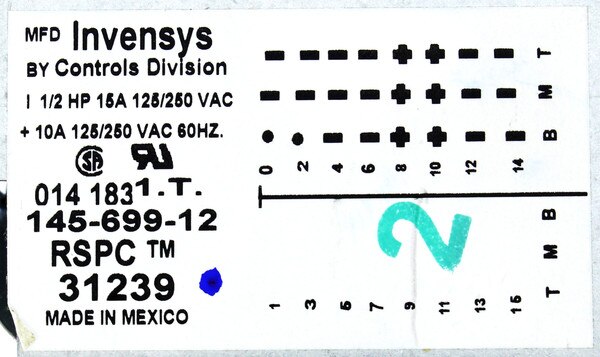 MFD Invensys
BY Controls Division
I 1/2 HP 15A 125/250 VAC
+ 10A 125/250 VAC 60HZ.
014 183 1.T.
145-699-12
RSPC ™
31239
MADE IN MEXICO
T
M
B
0 2 4 6 8 10 12 14
2
B
M
T
1 3 5 7 9 11 13 15